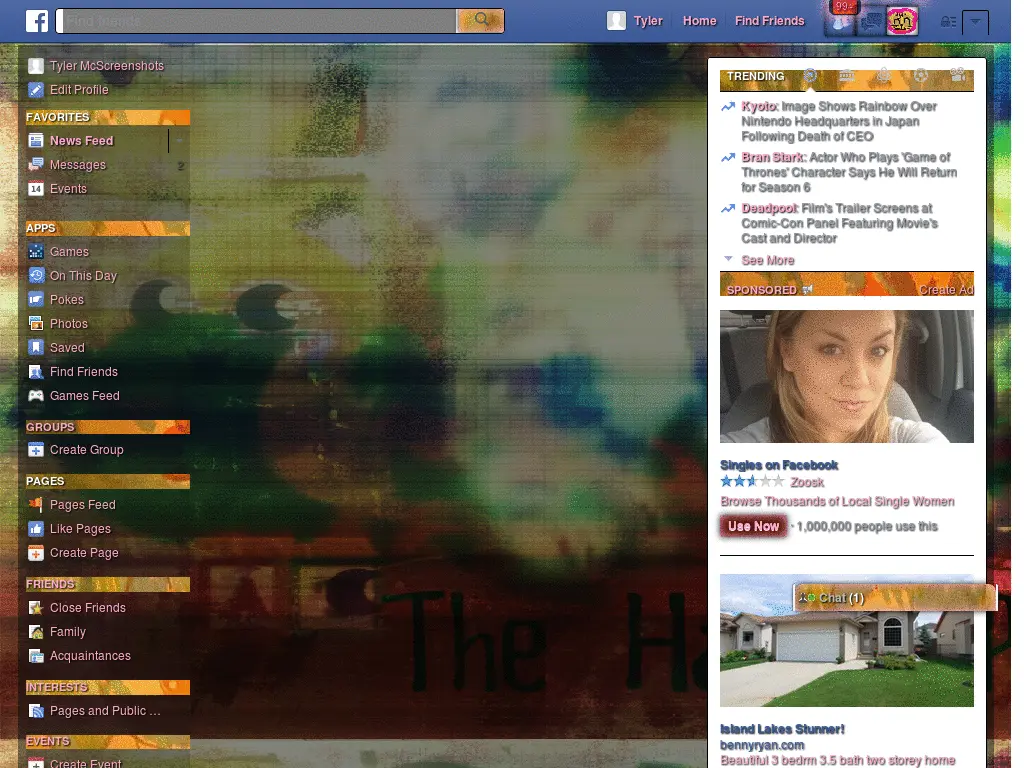 Find friends
Tyler
Home
Find Friends
99+
Tyler McScreenshots
Edit Profile
FAVORITES
News Feed
Messages
2
14
Events
APPS
Games
On This Day
Pokes
Photos
Saved
Find Friends
Games Feed
GROUPS
Create Group
PAGES
Pages Feed
Like Pages
Create Page
FRIENDS
Close Friends
Family
Acquaintances
INTERESTS
Pages and Public ...
EVENTS
Create Event
The Ha
TRENDING
Kyoto: Image Shows Rainbow Over
Nintendo Headquarters in Japan
Following Death of CEO
Bran Stark: Actor Who Plays 'Game of
Thrones' Character Says He Will Return
for Season 6
Deadpool: Film's Trailer Screens at
Comic-Con Panel Featuring Movie's
Cast and Director
See More
SPONSORED
Create Ad
Singles on Facebook
Zoosk
Browse Thousands of Local Single Women
Use Now · 1,000,000 people use this
Chat (1)
Island Lakes Stunner!
bennyryan.com
Beautiful 3 bedrm 3.5 bath two storey home